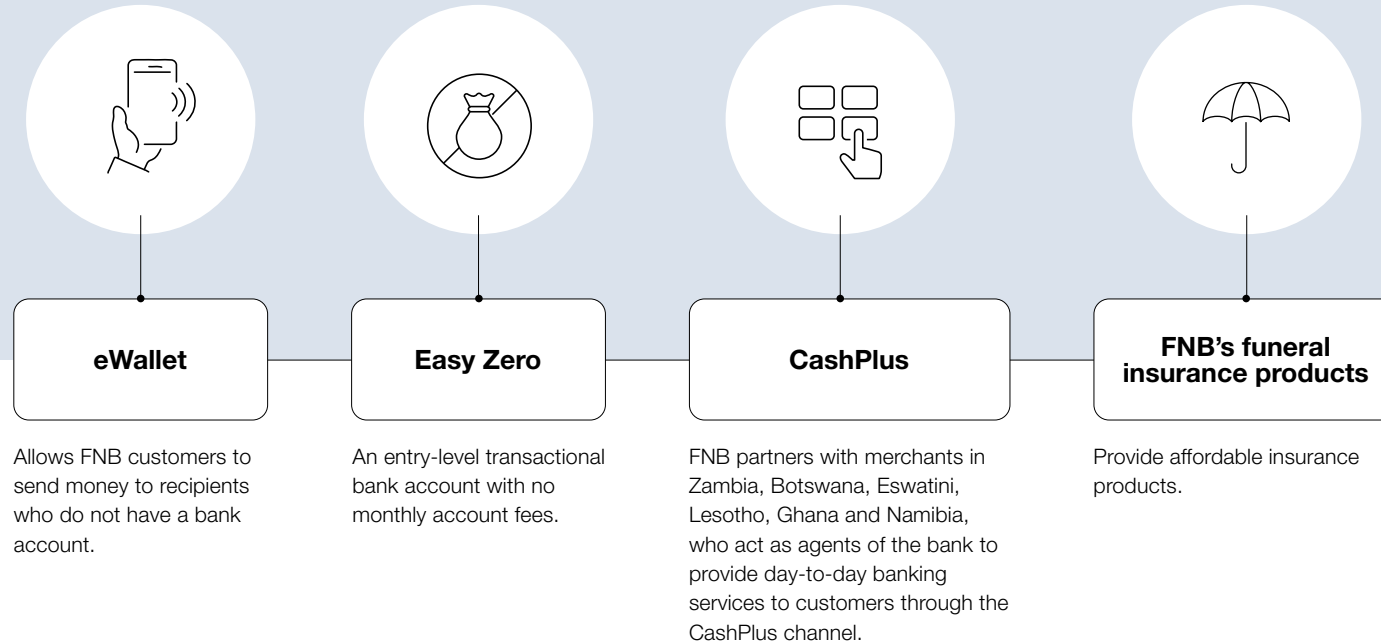 eWallet
Allows FNB customers to
send money to recipients
who do not have a bank
account.
Easy Zero
An entry-level transactional
bank account with no
monthly account fees.
CashPlus
FNB partners with merchants in
Zambia, Botswana, Eswatini,
Lesotho, Ghana and Namibia,
who act as agents of the bank to
provide day-to-day banking
services to customers through the
CashPlus channel.
FNB’s funeral
insurance products
Provide affordable insurance
products.